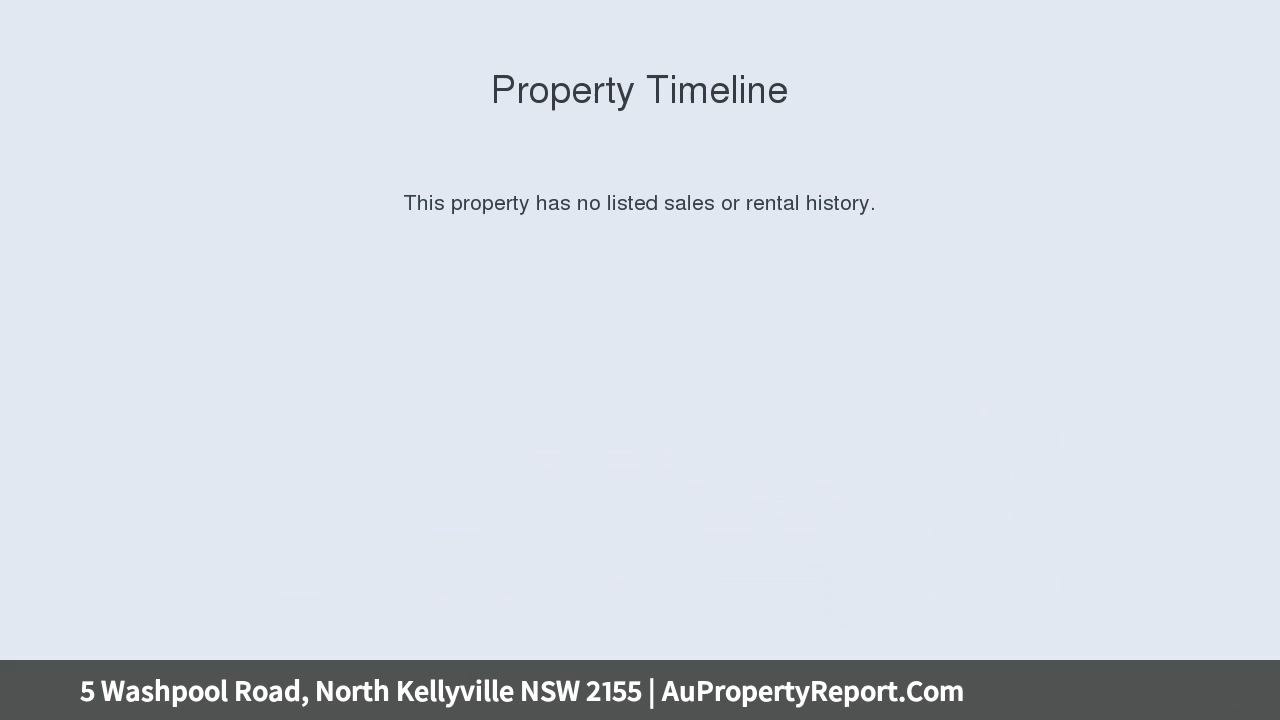 Property Timeline
This property has no listed sales or rental history.
5 Washpool Road, North Kellyville NSW 2155 | AuPropertyReport.Com